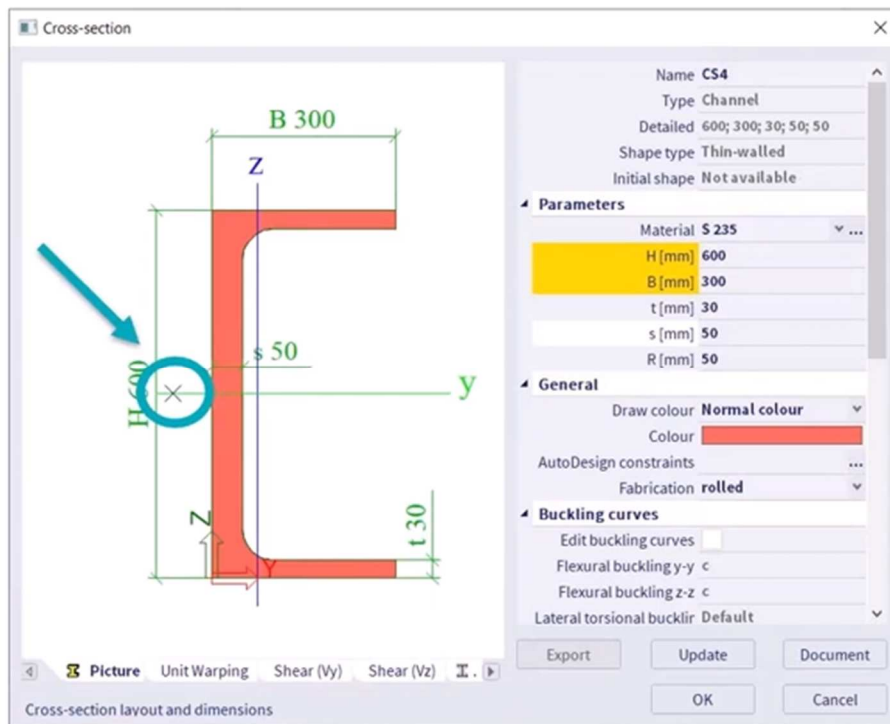 Cross-section
B 300
Z
s 50
y
H 600
t 30
Z
Y
Name CS4
Type Channel
Detailed 600; 300; 30; 50; 50
Shape type Thin-walled
Initial shape Not available
Parameters
Material S 235 ...
H [mm] 600
B [mm] 300
t [mm] 30
s [mm] 50
R [mm] 50
General
Draw colour Normal colour
Colour
AutoDesign constraints ...
Fabrication rolled
Buckling curves
Edit buckling curves
Flexural buckling y-y c
Flexural buckling z-z c
Lateral torsional bucklir Default
Picture Unit Warping Shear (Vy) Shear (Vz)
Export Update Document
OK Cancel
Cross-section layout and dimensions